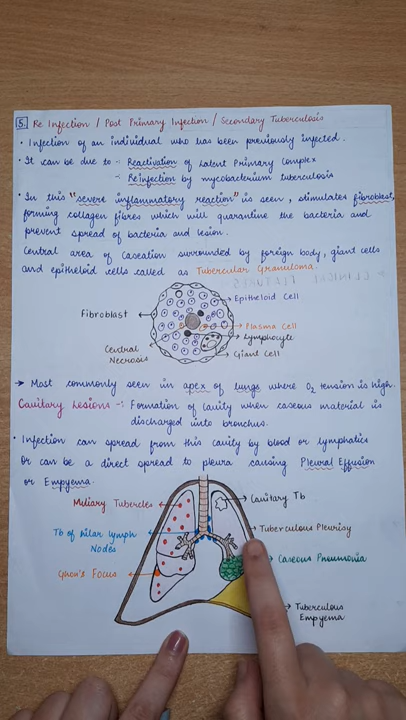 5. Re Infection / Post Primary Infection / Secondary Tuberculosis
• Infection of an individual who has been previously infected.
• It can be due to -: Reactivation of Latent Primary Complex
-: Reinfection by mycobacterium tuberculosis
• In this "severe inflammatory reaction" is seen, stimulates fibroblast,
forming collagen fibres which will quarantine the bacteria and
prevent spread of bacteria and lesion.
Central area of Caseation surrounded by foreign body, giant cells
and epitheloid cells called as Tubercular Granuloma.
Epitheloid Cell
Fibroblast
Plasma Cell
Lymphocyte
Central
Necrosis
Giant Cell
→ Most commonly seen in apex of lungs where O2 tension is high.
Cavitary Lesions -: Formation of cavity when caseous material is
discharged into bronchus.
• Infection can spread from this cavity by blood or lymphatics
Or can be a direct spread to pleura causing Pleural Effusion
or Empyema.
Miliary Tubercles
Cavitary Tb
Tb of hilar lymph
Nodes
Tuberculous Pleurisy
Caseous Pneumonia
Ghon's Focus
Tuberculous
Empyema